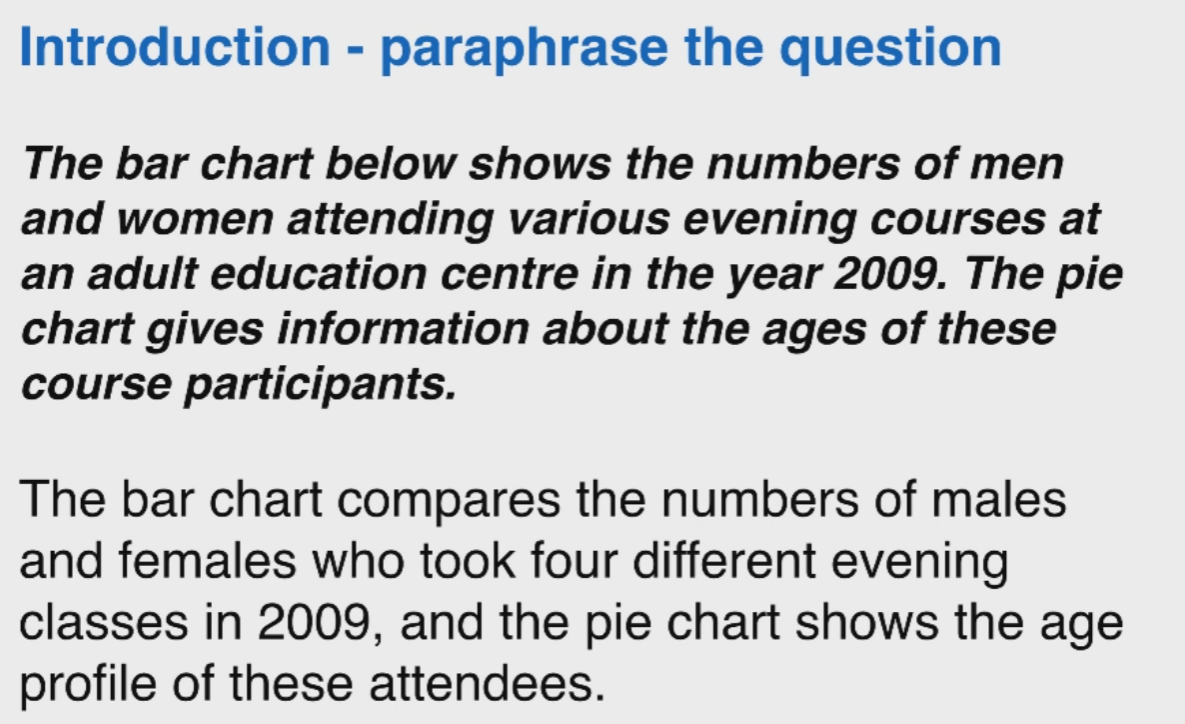 Introduction - paraphrase the question
The bar chart below shows the numbers of men
and women attending various evening courses at
an adult education centre in the year 2009. The pie
chart gives information about the ages of these
course participants.
The bar chart compares the numbers of males
and females who took four different evening
classes in 2009, and the pie chart shows the age
profile of these attendees.